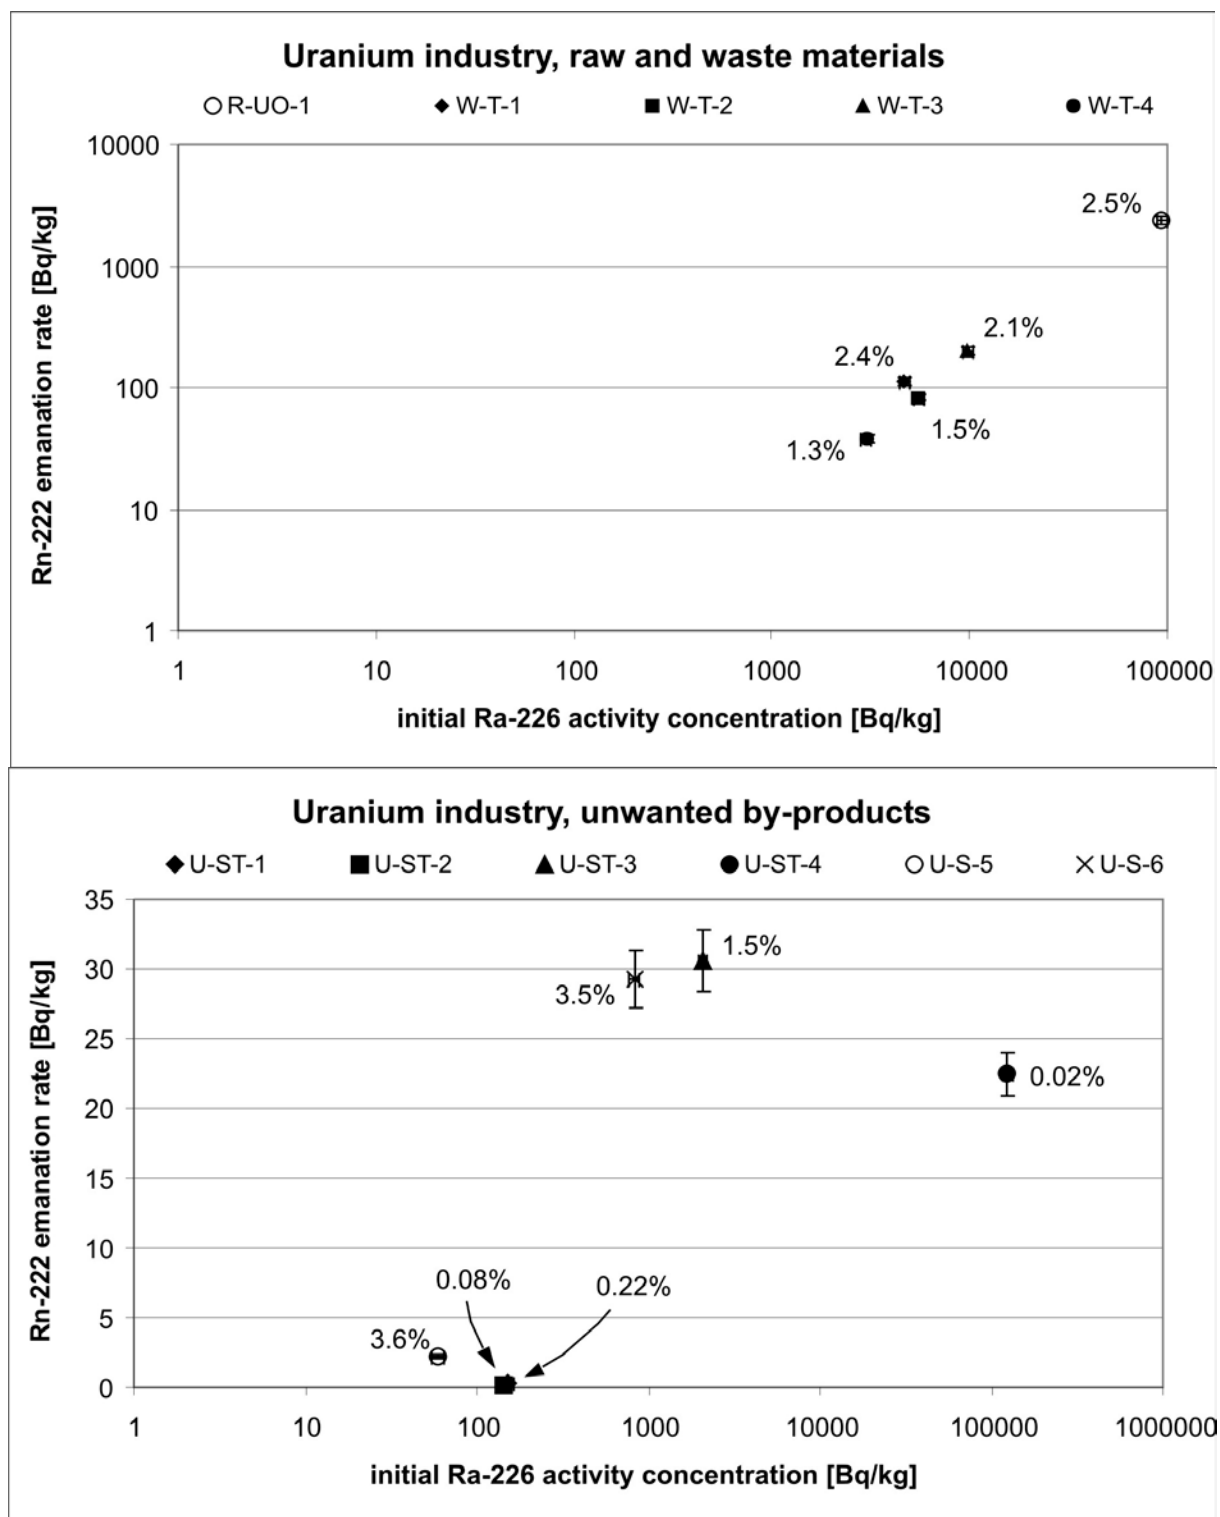 Uranium industry, raw and waste materials
R-UO-1 W-T-1 W-T-2 W-T-3 W-T-4
10000
1000
100
10
1
Rn-222 emanation rate [Bq/kg]
2.5%
2.1%
2.4%
1.5%
1.3%
1 10 100 1000 10000 100000
initial Ra-226 activity concentration [Bq/kg]
Uranium industry, unwanted by-products
U-ST-1 U-ST-2 U-ST-3 U-ST-4 U-S-5 U-S-6
35
30
25
20
15
10
5
0
Rn-222 emanation rate [Bq/kg]
1.5%
3.5%
0.02%
0.08%
0.22%
3.6%
1 10 100 1000 10000 100000 1000000
initial Ra-226 activity concentration [Bq/kg]